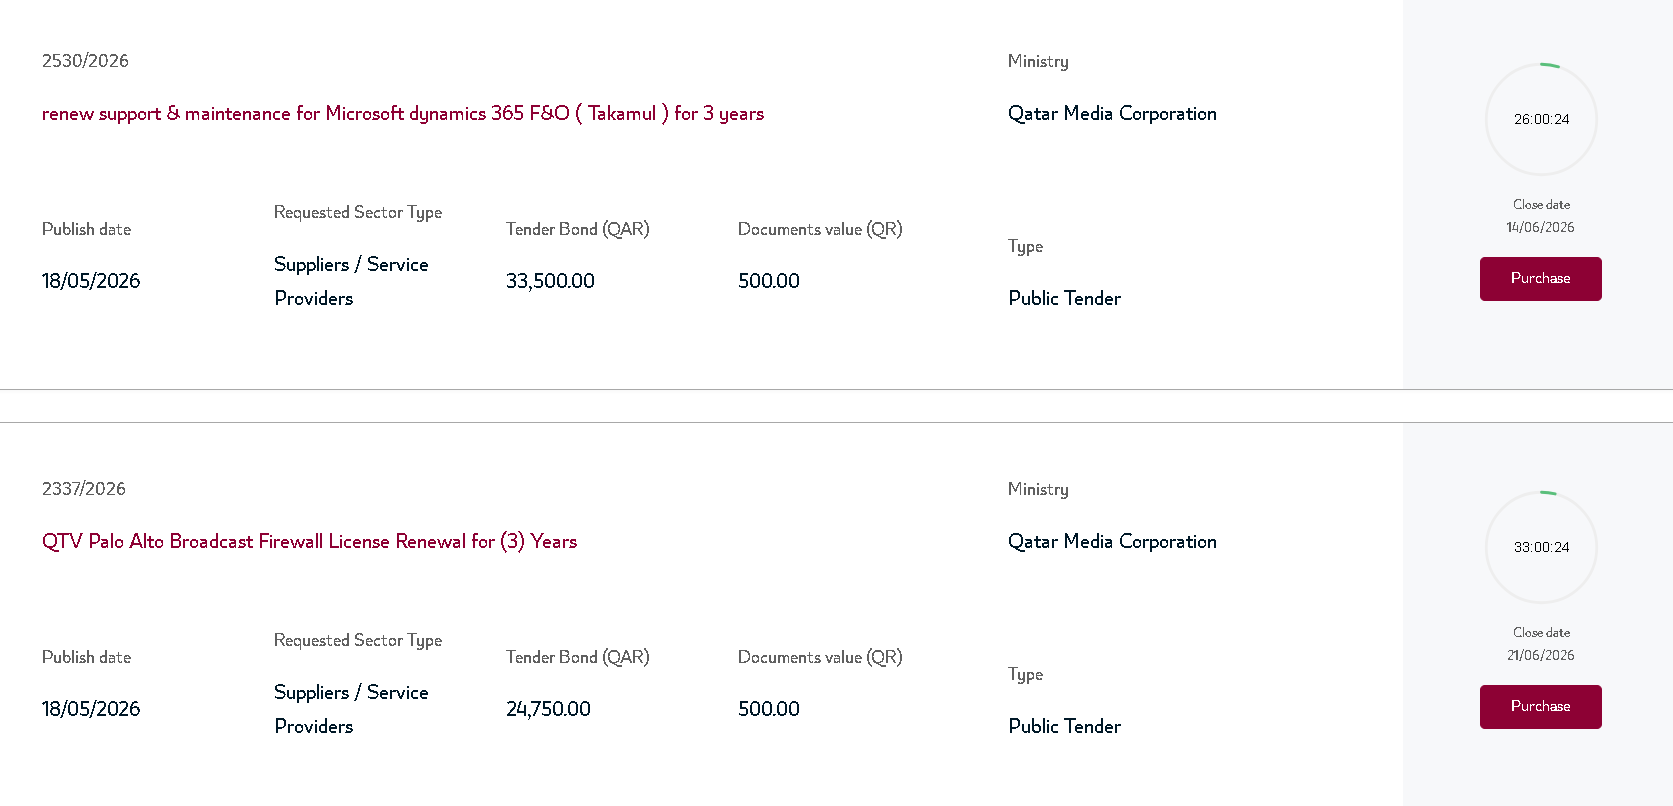 2530/2026
Ministry
renew support & maintenance for Microsoft dynamics 365 F&O ( Takamul ) for 3 years
Qatar Media Corporation
26:00:24
Close date
14/06/2026
Purchase
Publish date
18/05/2026
Requested Sector Type
Suppliers / Service
Providers
Tender Bond (QAR)
33,500.00
Documents value (QR)
500.00
Type
Public Tender
2337/2026
Ministry
QTV Palo Alto Broadcast Firewall License Renewal for (3) Years
Qatar Media Corporation
33:00:24
Close date
21/06/2026
Purchase
Publish date
18/05/2026
Requested Sector Type
Suppliers / Service
Providers
Tender Bond (QAR)
24,750.00
Documents value (QR)
500.00
Type
Public Tender